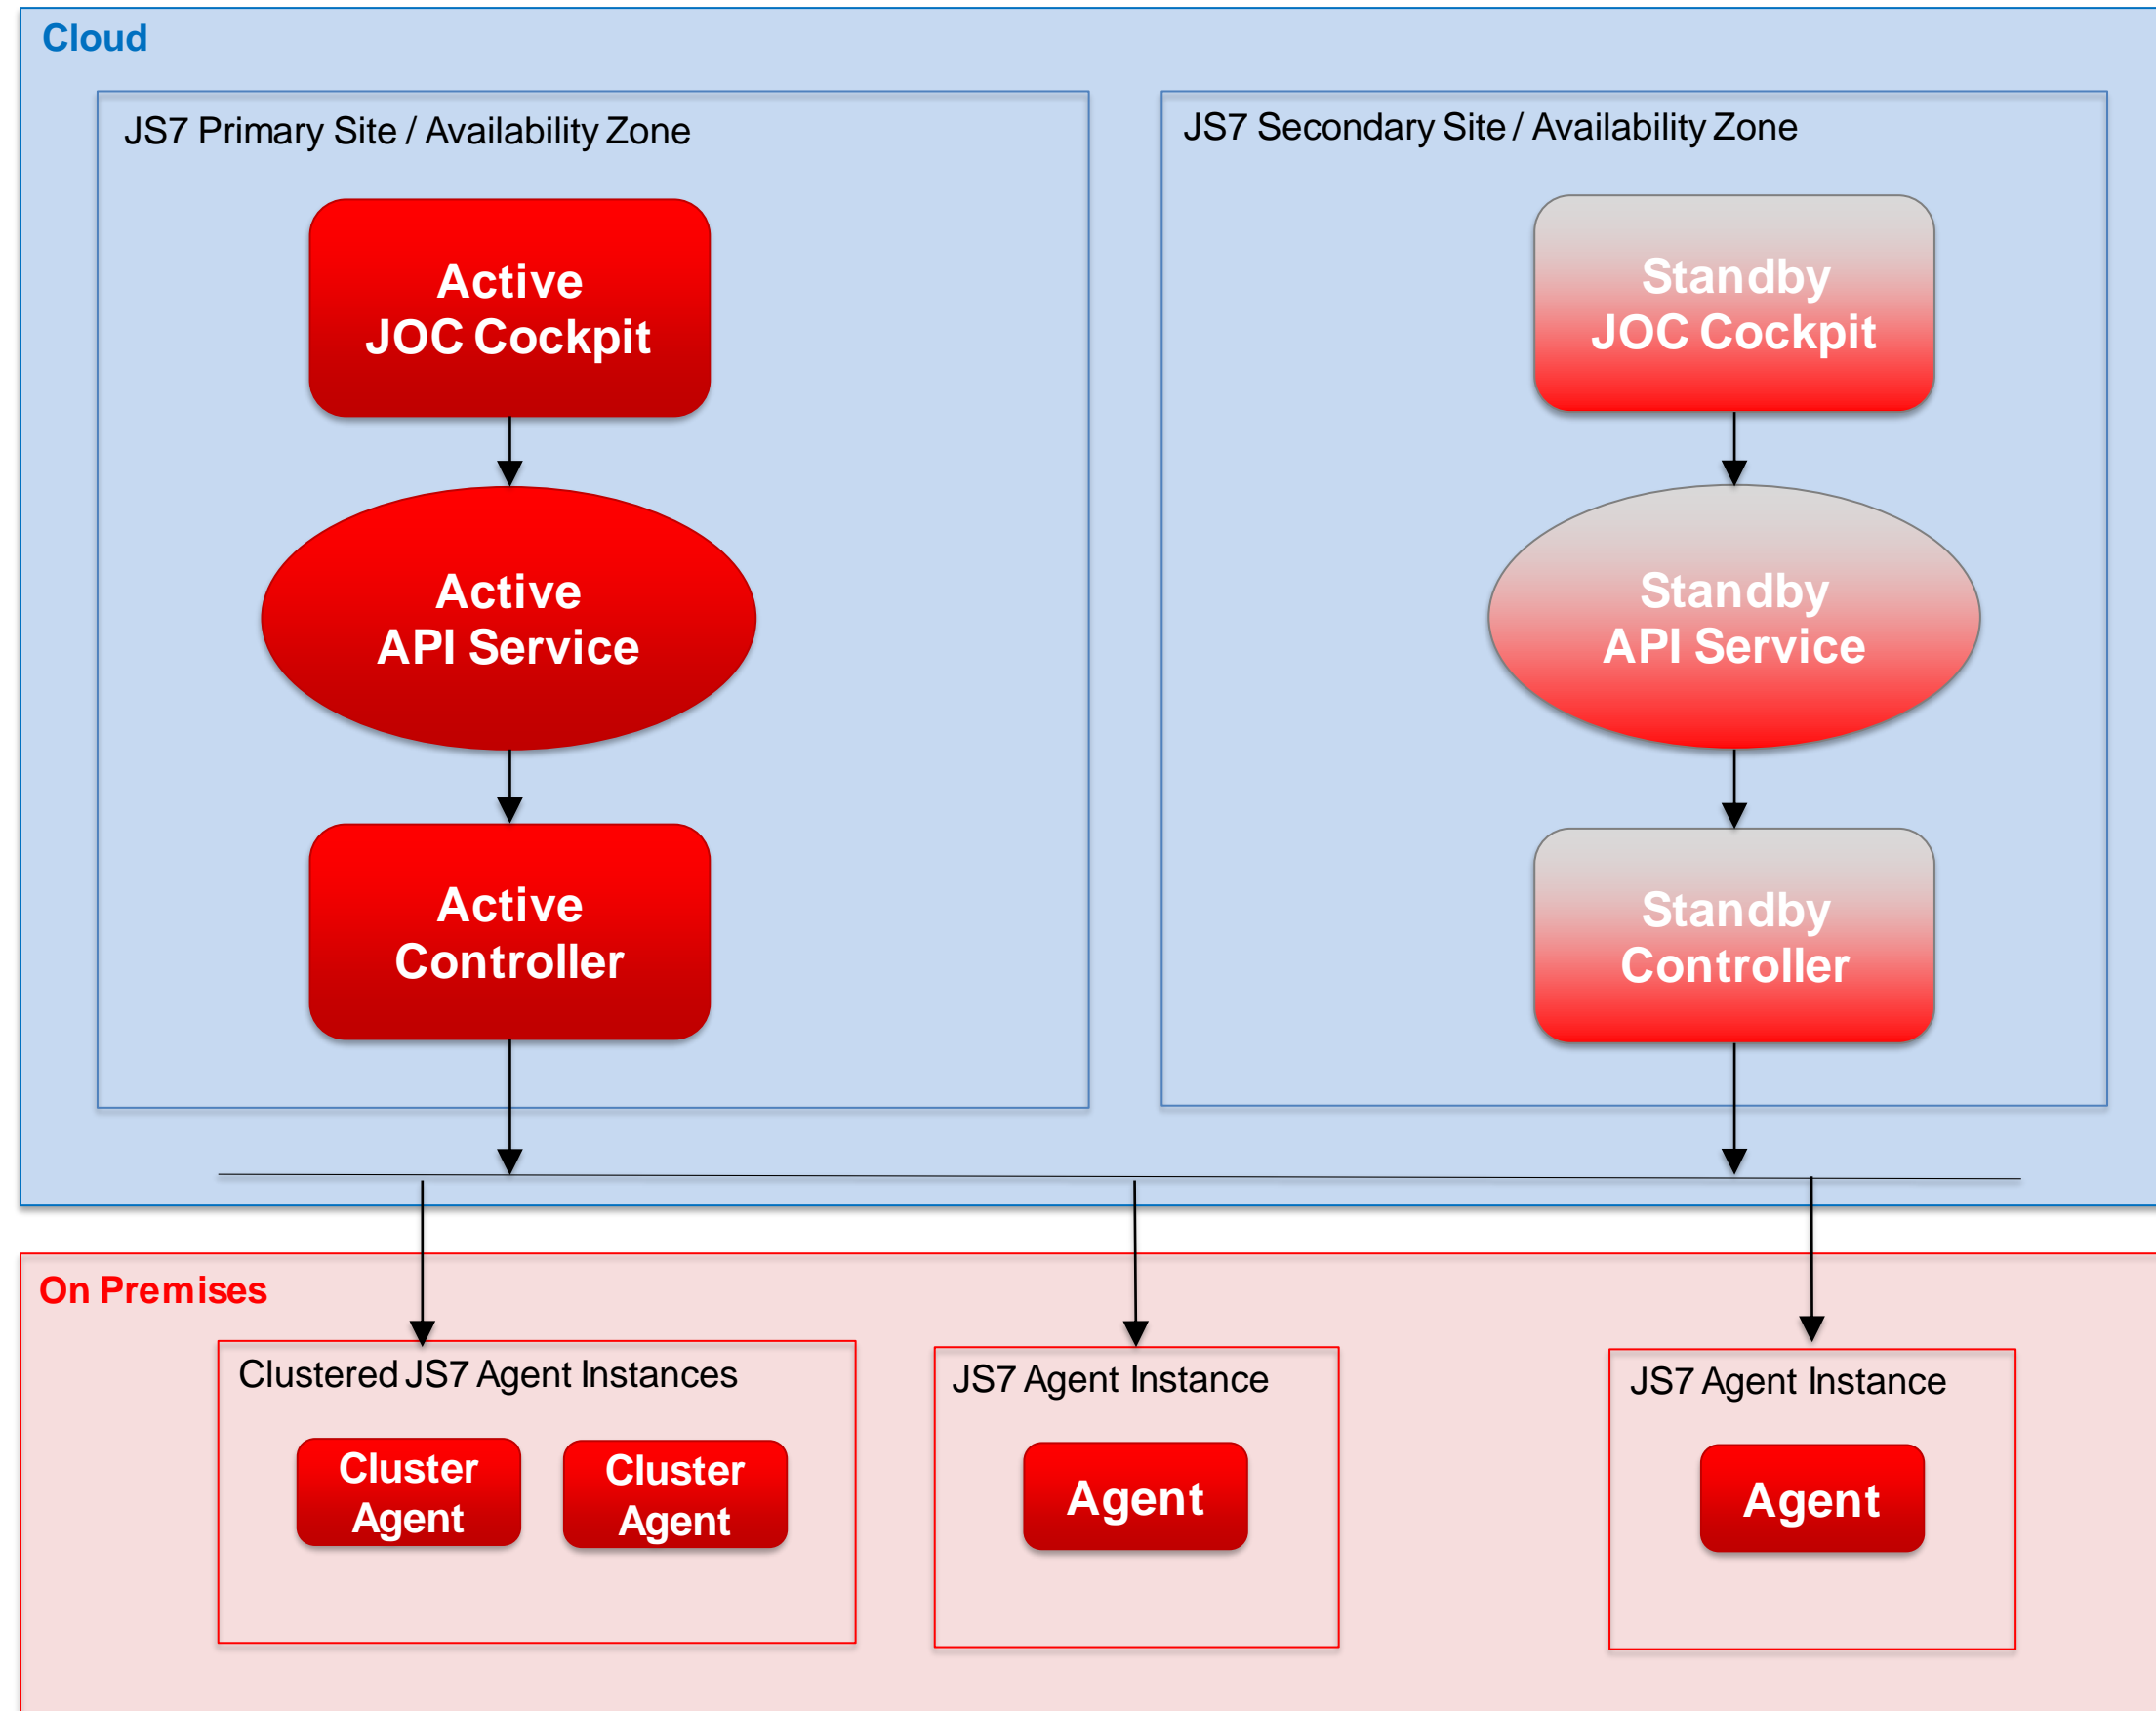 Cloud
JS7 Primary Site / Availability Zone
Active
JOC Cockpit
Active
API Service
Active
Controller
JS7 Secondary Site / Availability Zone
Standby
JOC Cockpit
Standby
API Service
Standby
Controller
On Premises
Clustered JS7 Agent Instances
Cluster
Agent
Cluster
Agent
JS7 Agent Instance
Agent
JS7 Agent Instance
Agent